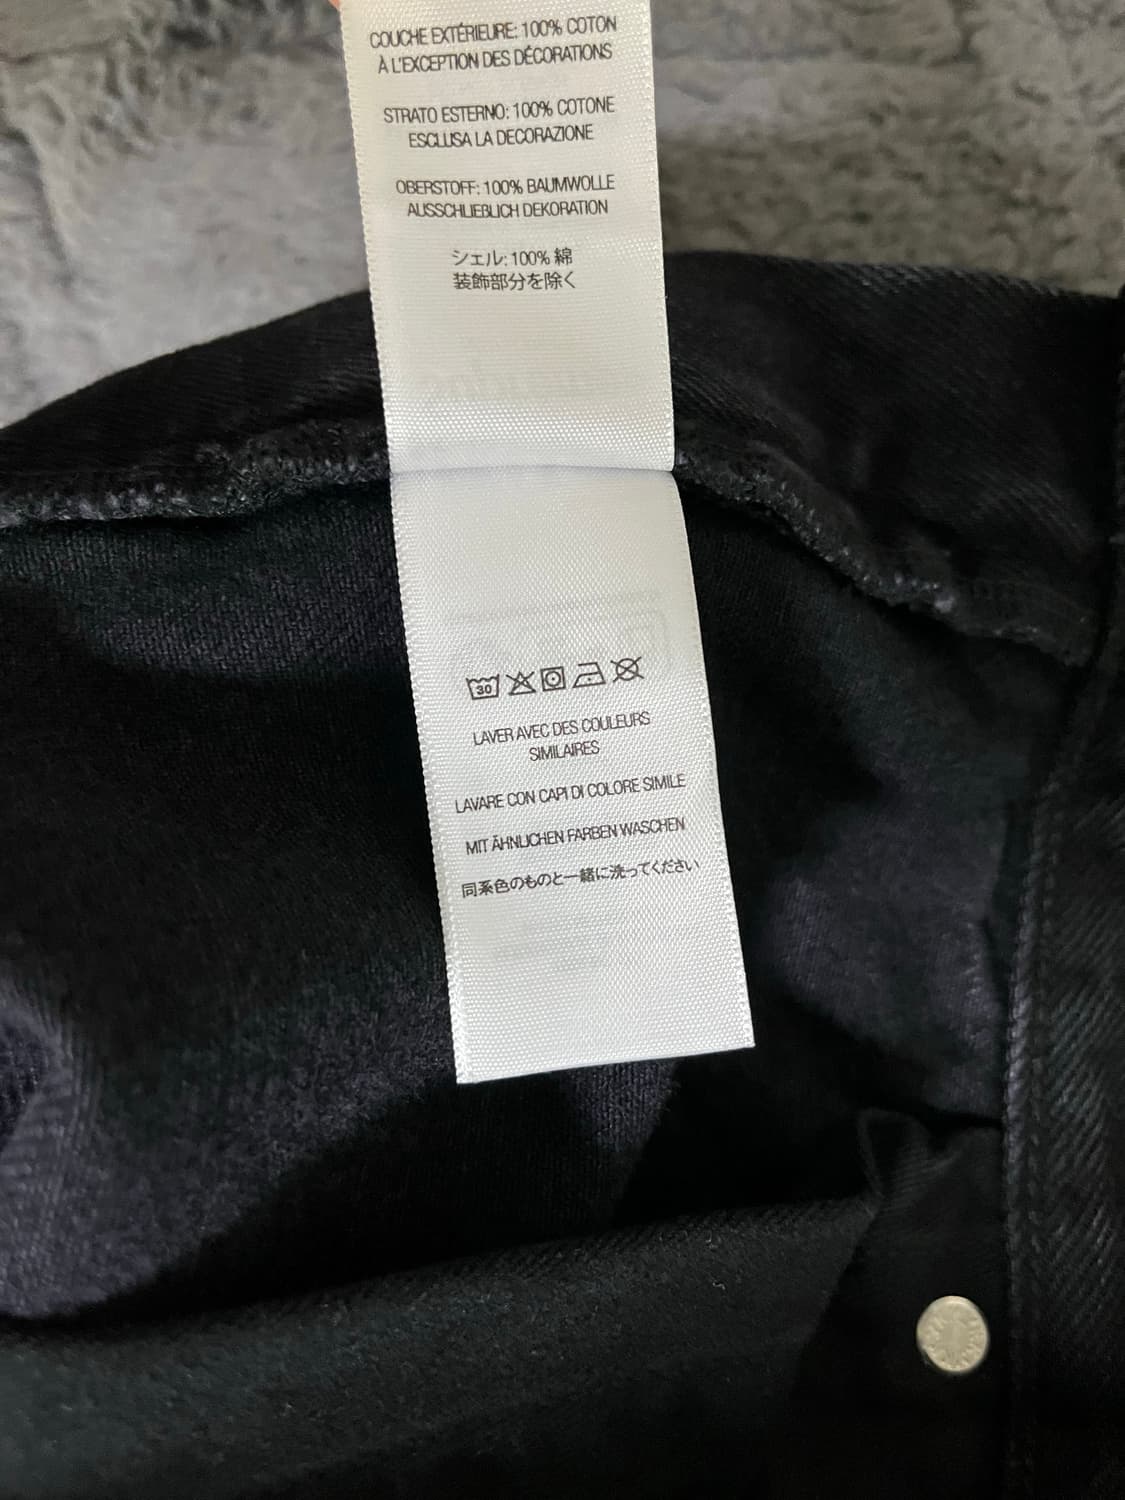 COUCHE EXTÉRIEURE: 100% COTON
À L'EXCEPTION DES DÉCORATIONS
STRATO ESTERNO: 100% COTONE
ESCLUSA LA DECORAZIONE
OBERSTOFF: 100% BAUMWOLLE
AUSSCHLIEBLICH DEKORATION
シェル: 100% 綿
装飾部分を除く
30
LAVER AVEC DES COULEURS
SIMILAIRES
LAVARE CON CAPI DI COLORE SIMILE
MIT ÄHNLICHEN FARBEN WASCHEN
同系色のものと一緒に洗ってください